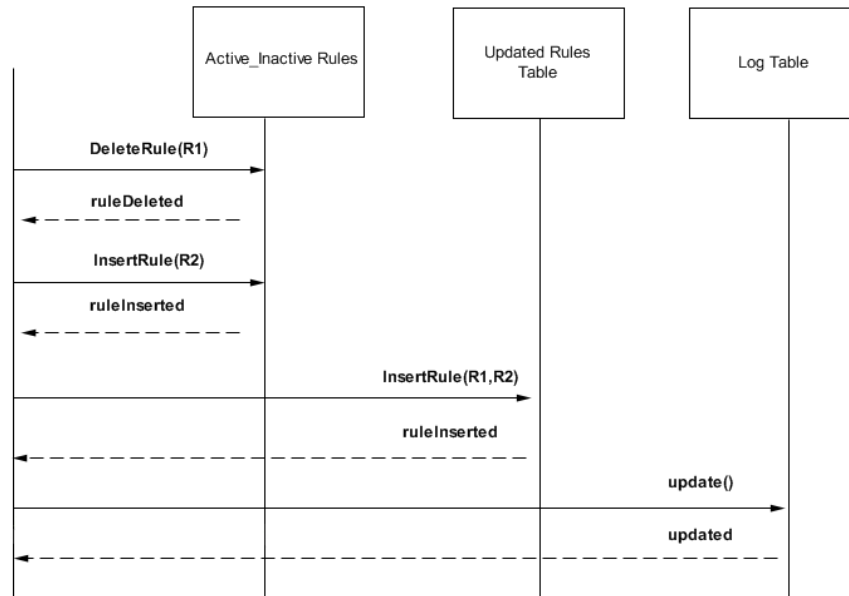 Active_Inactive Rules
Updated Rules
Table
Log Table
DeleteRule(R1)
ruleDeleted
InsertRule(R2)
ruleInserted
InsertRule(R1,R2)
ruleInserted
update()
updated